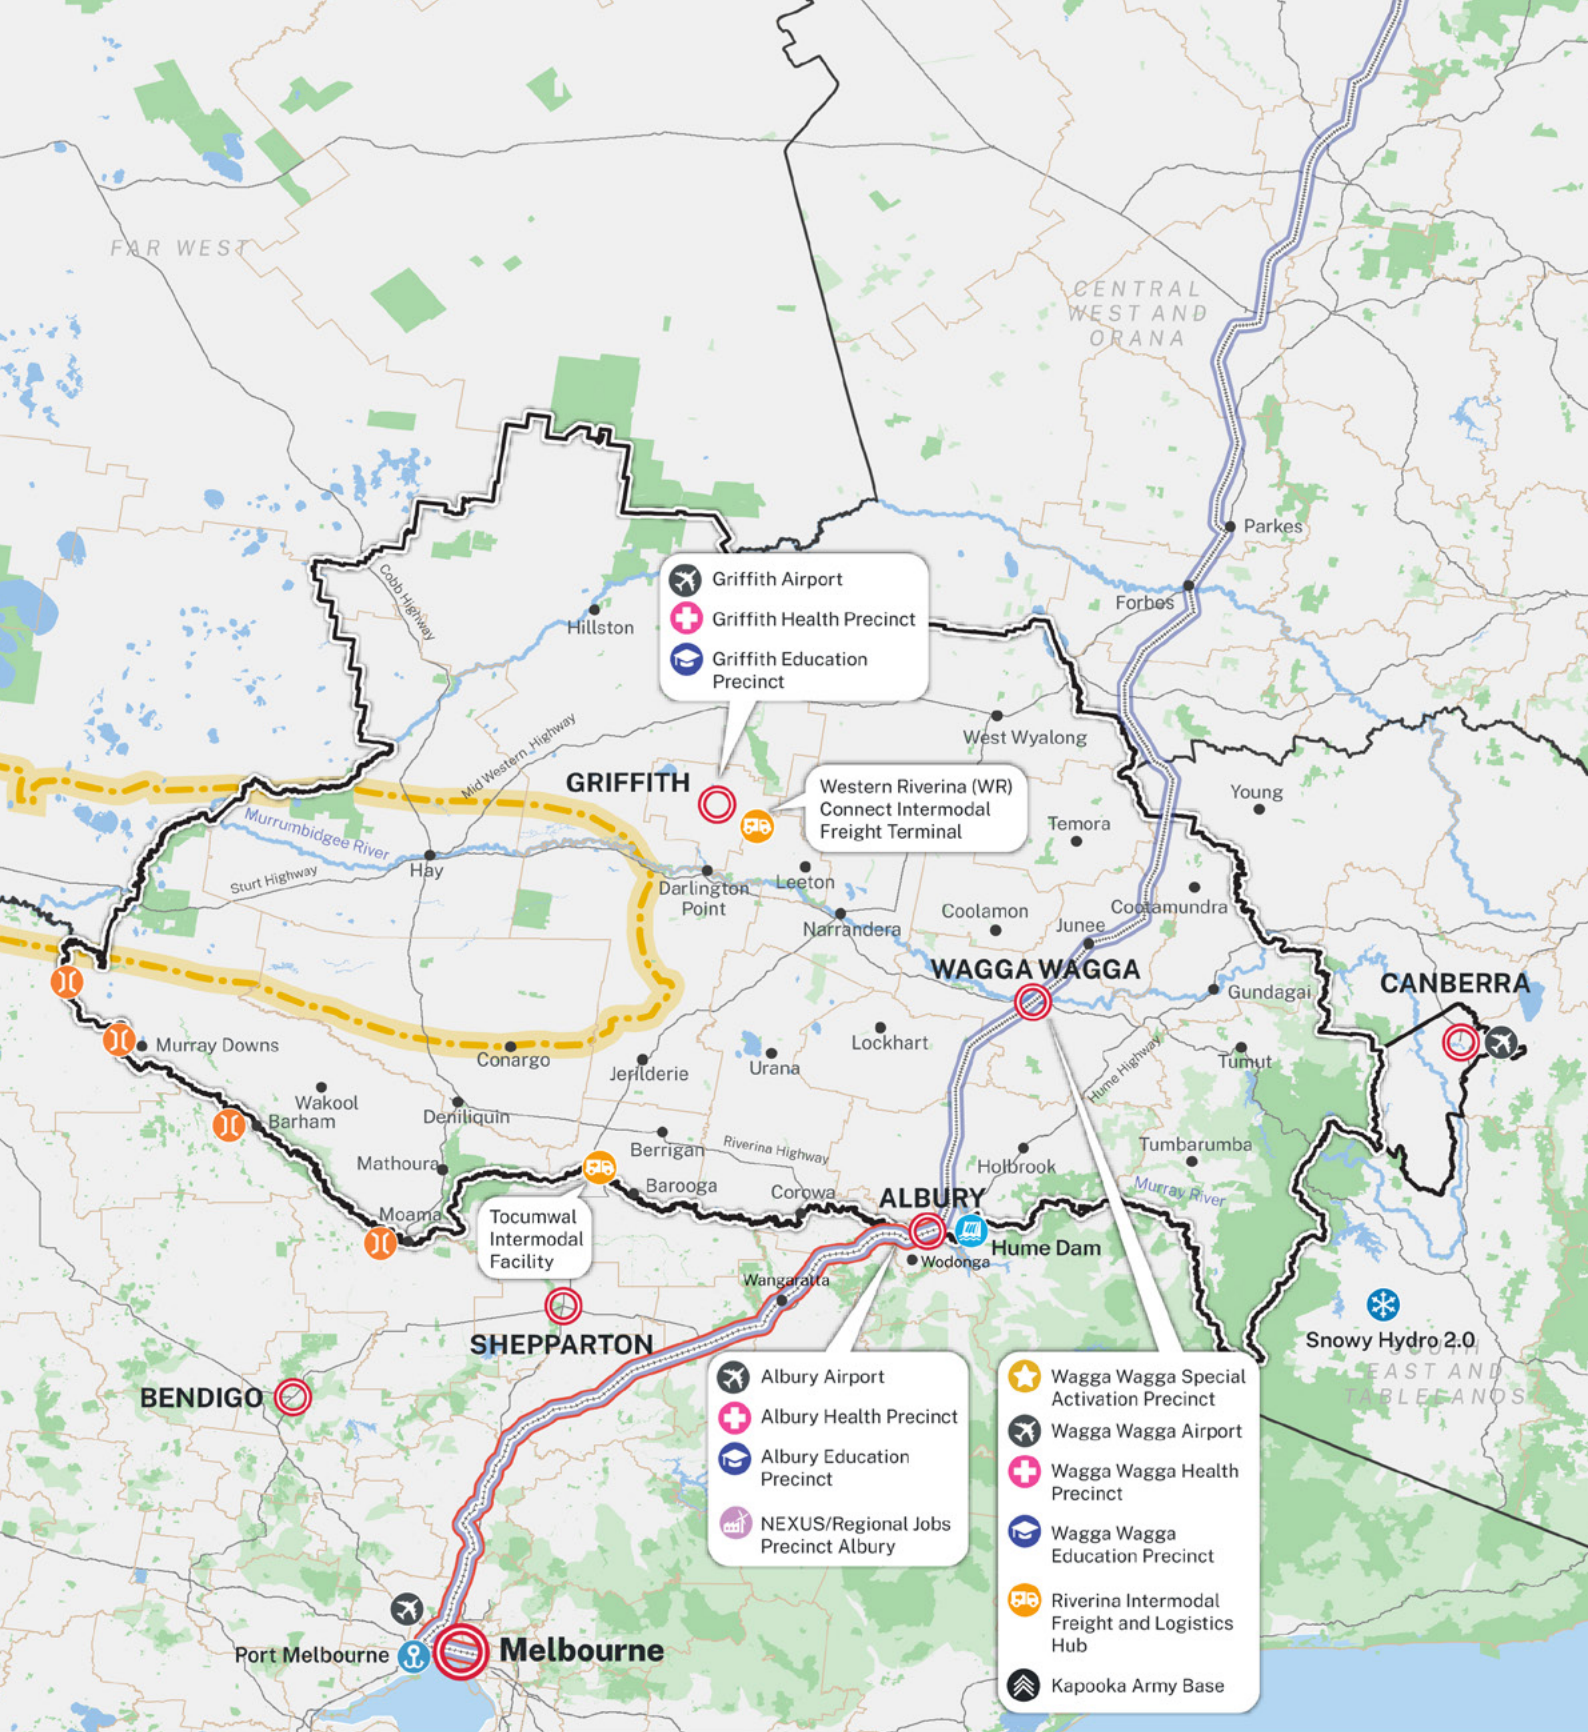 FAR WEST
CENTRAL
WEST AND
ORANA
Parkes
Forbes
Cobb Highway
Hillston
Griffith Airport
Griffith Health Precinct
Griffith Education
Precinct
West Wyalong
Mid Western Highway
GRIFFITH
Western Riverina (WR)
Connect Intermodal
Freight Terminal
Young
Temora
Murrumbidgee River
Sturt Highway
Hay
Darlington
Point
Leeton
Narrandera
Coolamon
Cootamundra
Junee
WAGGA WAGGA
Gundagai
CANBERRA
Murray Downs
Conargo
Jerilderie
Urana
Lockhart
Hume Highway
Tumut
Wakool
Barham
Deniliquin
Mathoura
Berrigan
Riverina Highway
Holbrook
Tumbarumba
Barooga
Corowa
Murray River
Moama
ALBURY
Tocumwal
Intermodal
Facility
Hume Dam
Wodonga
Wangaratta
SHEPPARTON
Snowy Hydro 2.0
SOUTH
EAST AND
TABLELANDS
BENDIGO
Albury Airport
Albury Health Precinct
Albury Education
Precinct
NEXUS/Regional Jobs
Precinct Albury
Wagga Wagga Special
Activation Precinct
Wagga Wagga Airport
Wagga Wagga Health
Precinct
Wagga Wagga
Education Precinct
Riverina Intermodal
Freight and Logistics
Hub
Kapooka Army Base
Port Melbourne
Melbourne